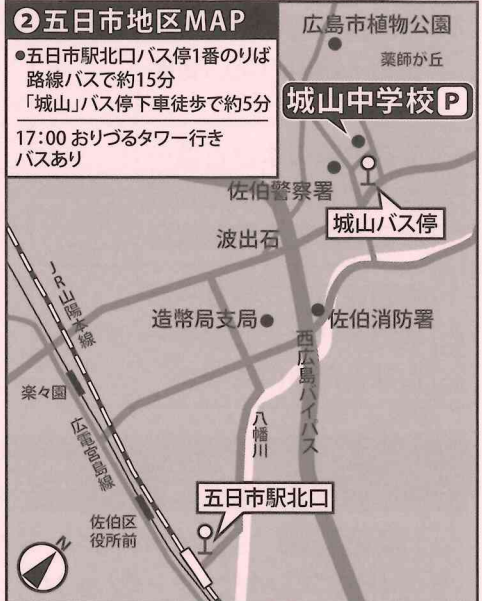 ❷五日市地区MAP
●五日市駅北口バス停1番のりば
路線バスで約15分
「城山」バス停下車徒歩で約5分
17:00 おりづるタワー行き
バスあり
広島市植物公園
薬師が丘
城山中学校P
佐伯警察署
城山バス停
波出石
JR山陽本線
造幣局支局
佐伯消防署
西広島バイパス
楽々園
広電宮島線
八幡川
五日市駅北口
佐伯区
役所前
N